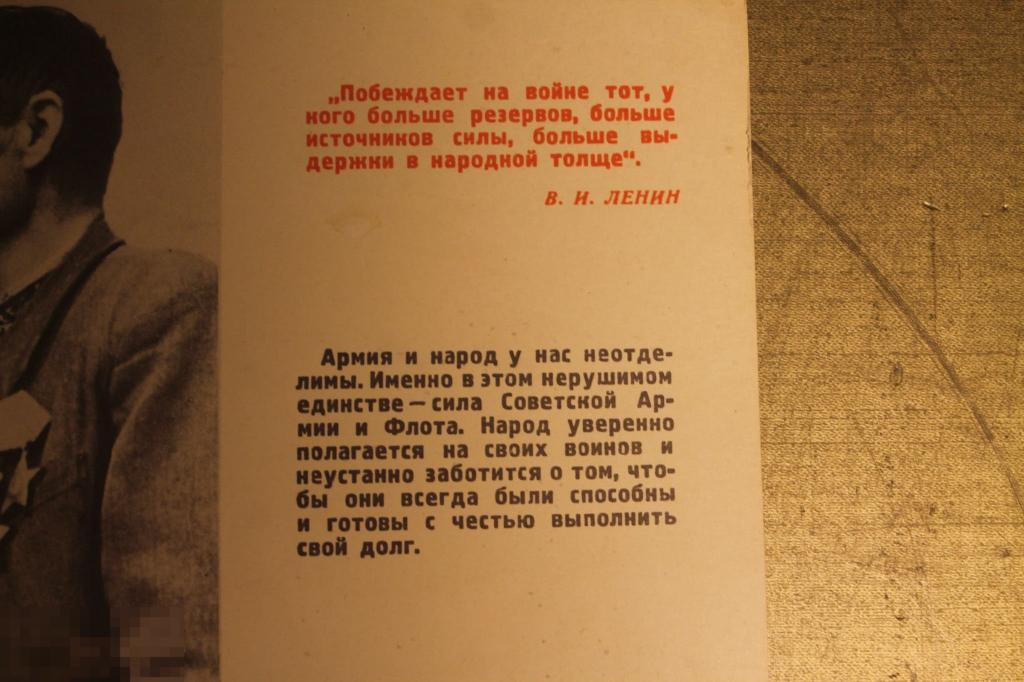 „Побеждает на войне тот, у
кого больше резервов, больше
источников силы, больше вы-
держки в народной толще“.
В. И. ЛЕНИН
Армия и народ у нас неотде-
лимы. Именно в этом нерушимом
единстве — сила Советской Ар-
мии и Флота. Народ уверенно
полагается на своих воинов и
неустанно заботится о том, что-
бы они всегда были способны
и готовы с честью выполнить
свой долг.